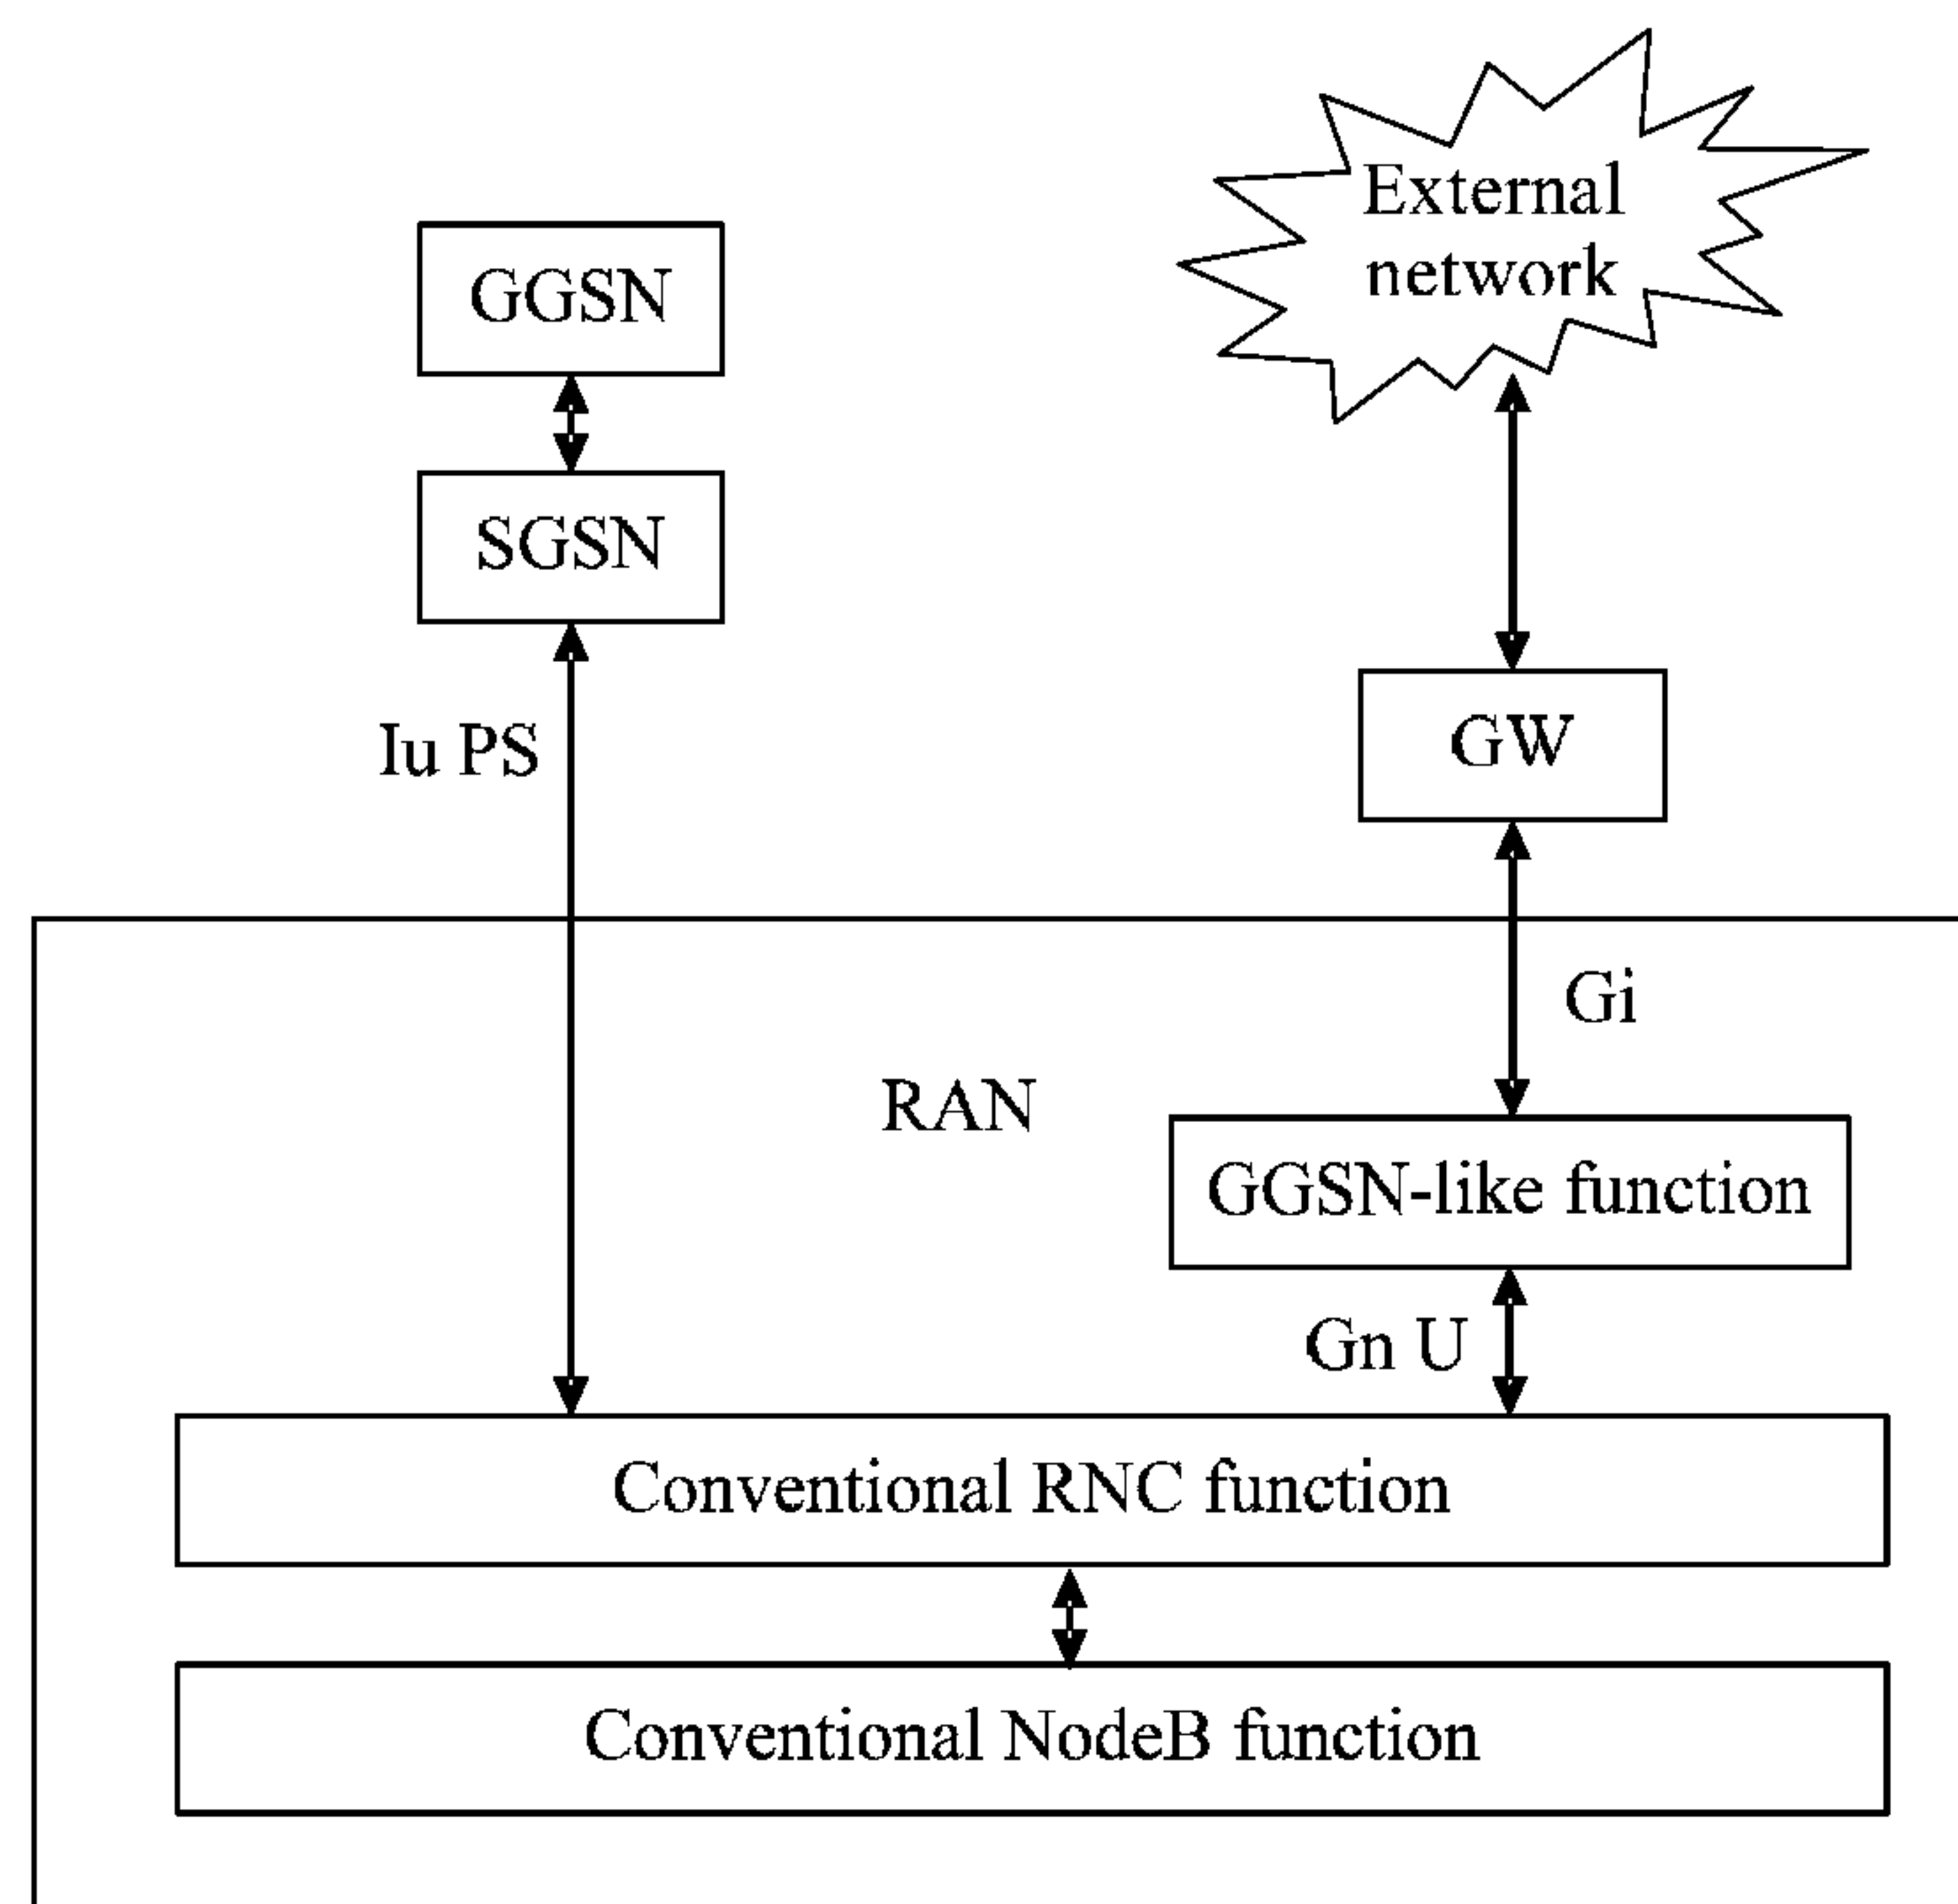 External
network
GGSN
SGSN
Iu PS
GW
Gi
RAN
GGSN-like function
Gn U
Conventional RNC function
Conventional NodeB function